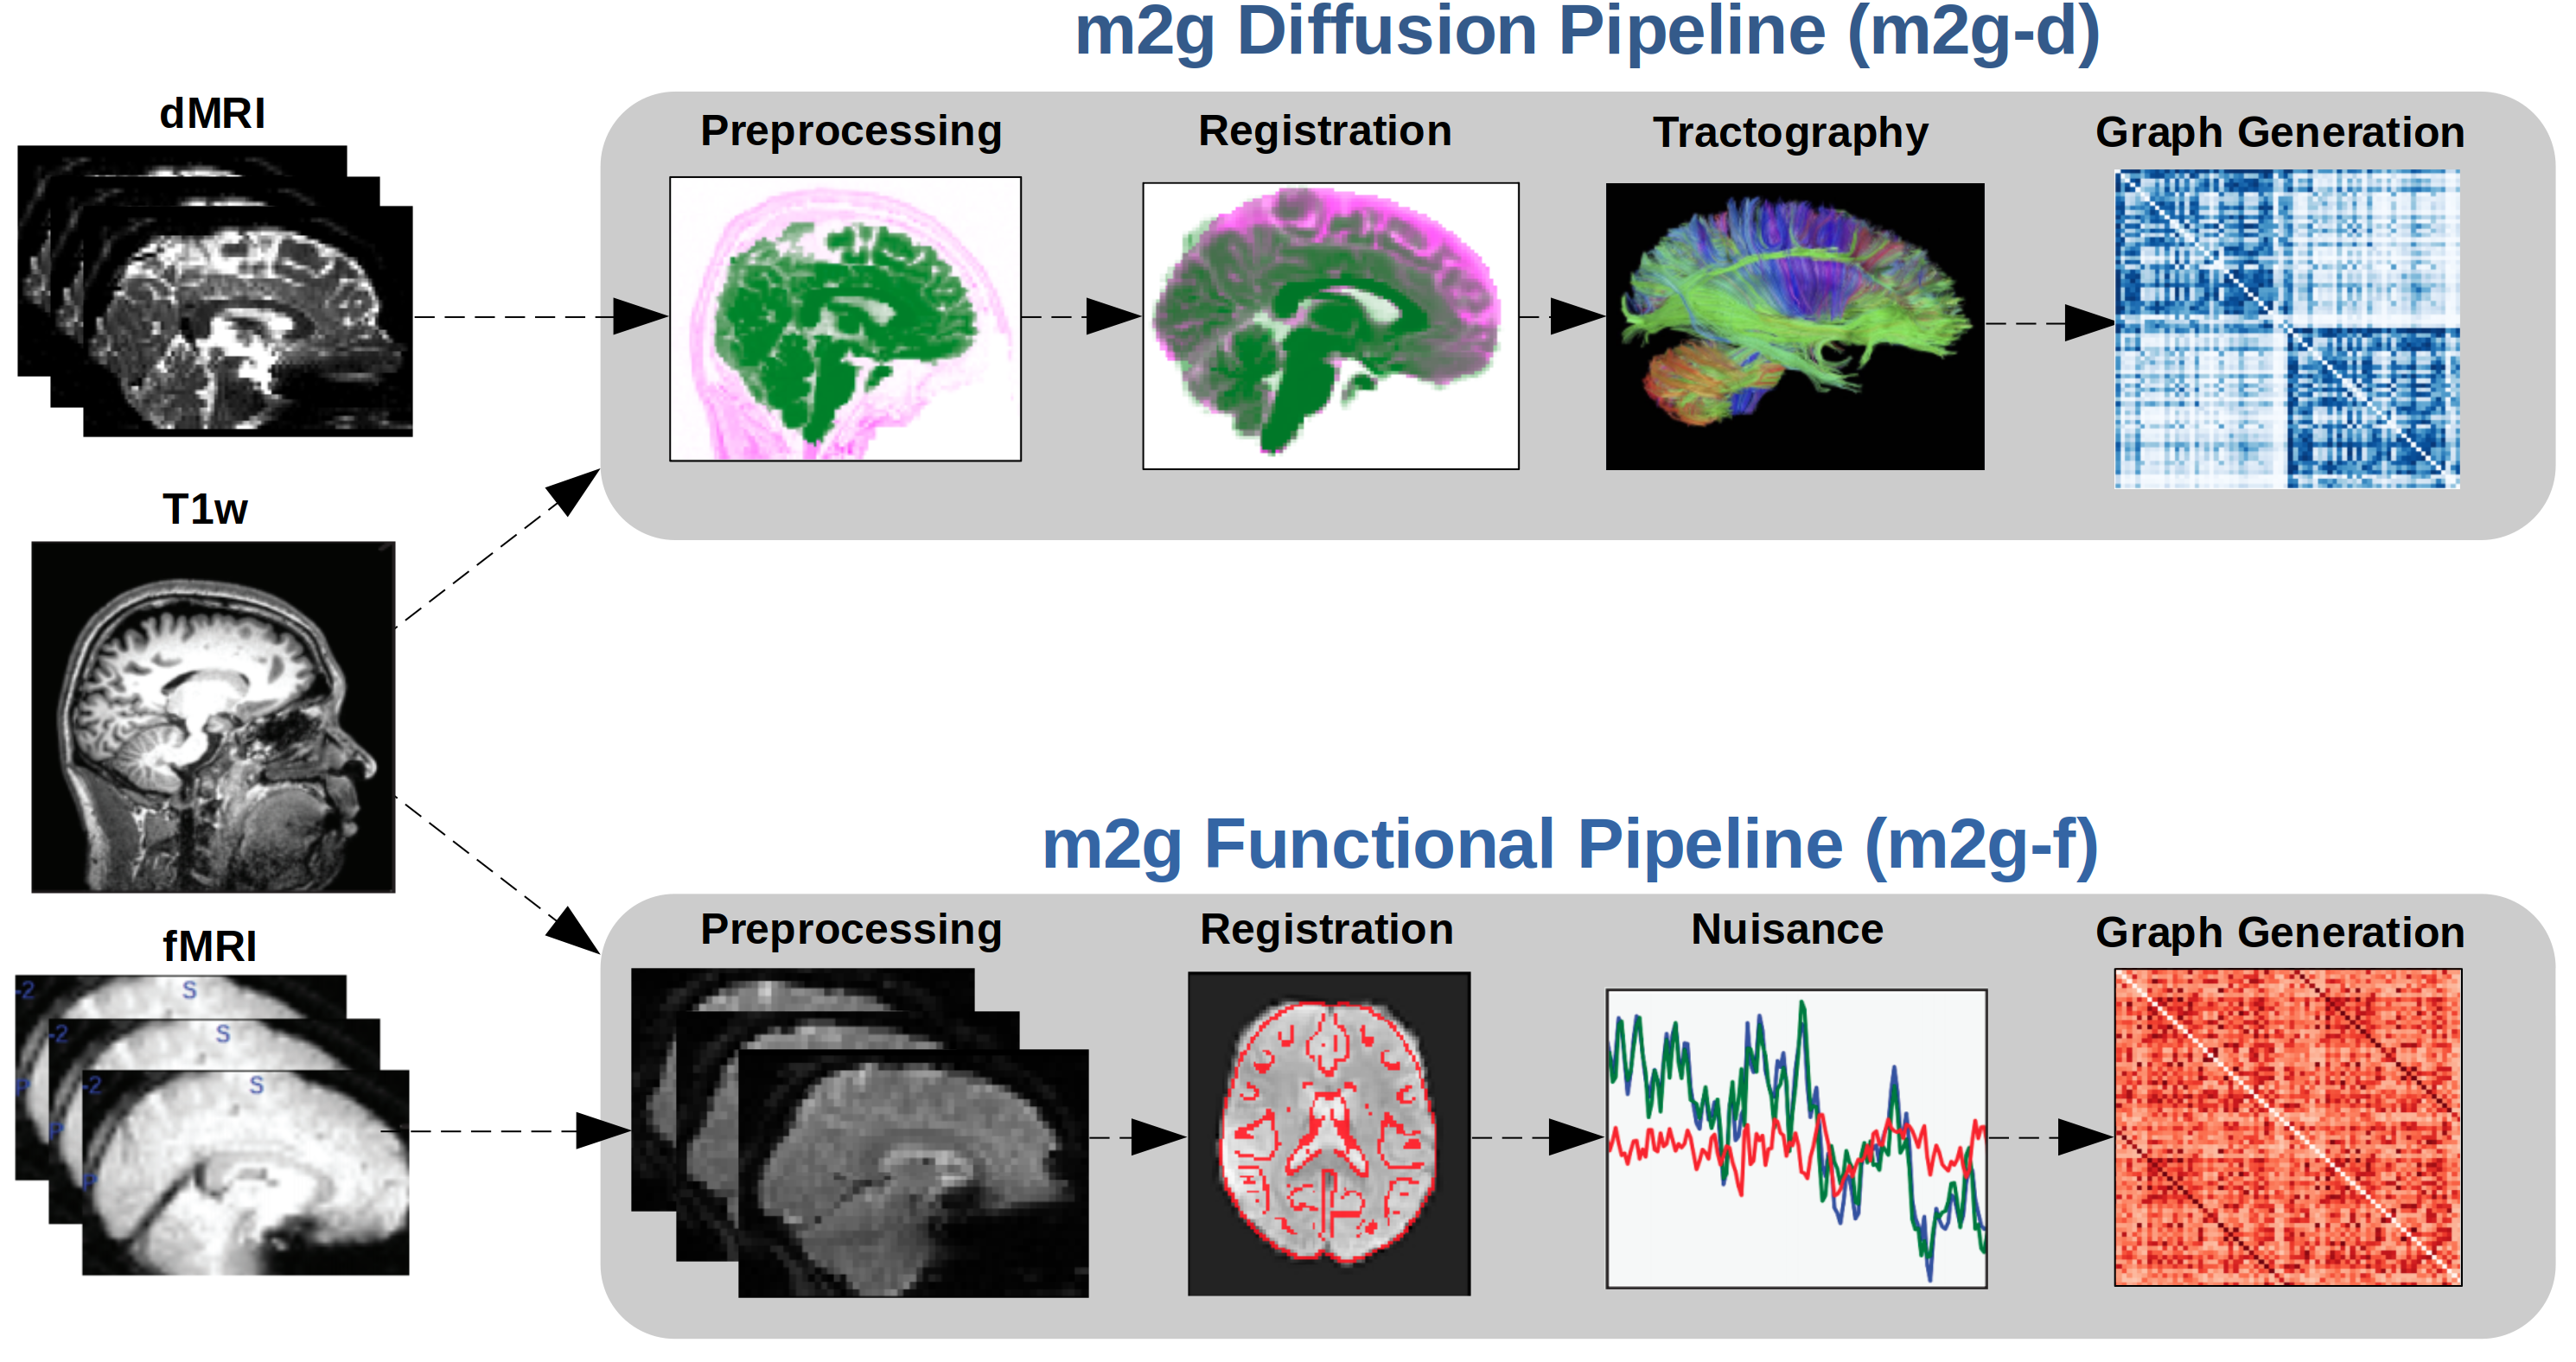 m2g Diffusion Pipeline (m2g-d)
dMRI
Preprocessing
Registration
Tractography
Graph Generation
T1w
m2g Functional Pipeline (m2g-f)
fMRI
Preprocessing
Registration
Nuisance
Graph Generation
-2
S
-2
S
P
-2
S
P
P